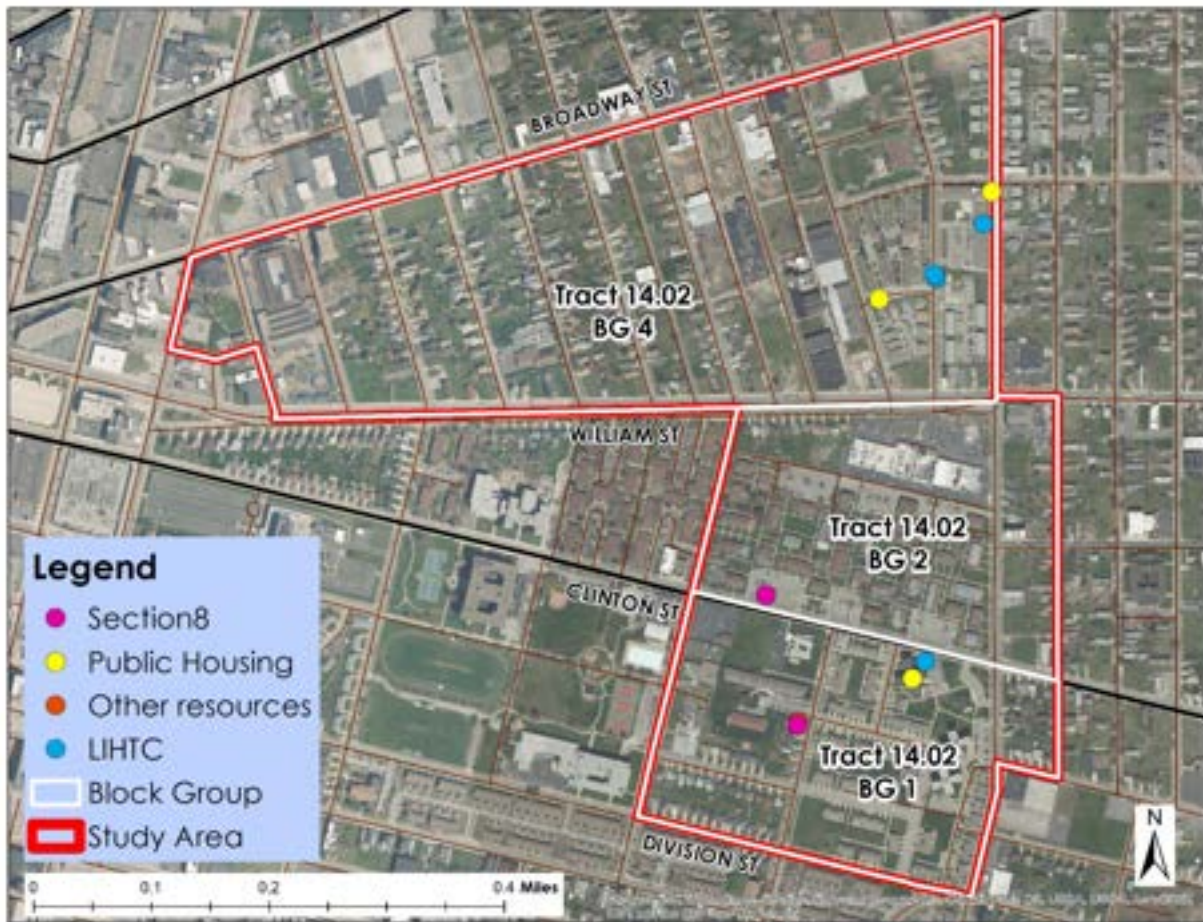 BROADWAY ST
Tract 14.02
BG 4
WILLIAM ST
Tract 14.02
BG 2
CLINTON ST
Tract 14.02
BG 1
DIVISION ST
Legend
Section8
Public Housing
Other resources
LIHTC
Block Group
Study Area
N
0 0.1 0.2 0.4 Miles